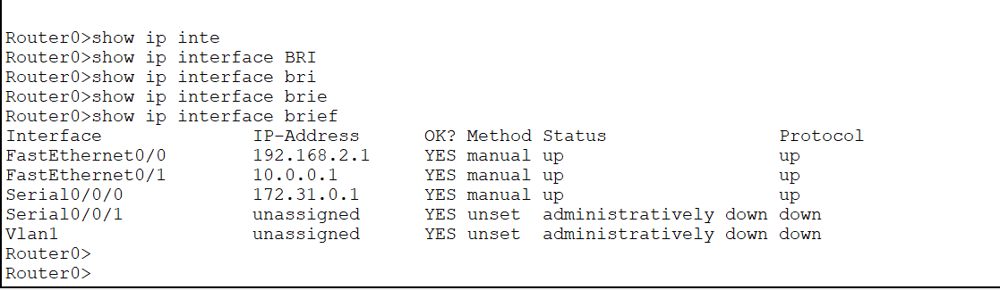 Router0>show ip inte
Router0>show ip interface BRI
Router0>show ip interface bri
Router0>show ip interface brie
Router0>show ip interface brief
Interface              IP-Address      OK? Method Status                Protocol
FastEthernet0/0        192.168.2.1     YES manual up                    up
FastEthernet0/1        10.0.0.1        YES manual up                    up
Serial0/0/0            172.31.0.1      YES manual up                    up
Serial0/0/1            unassigned      YES unset  administratively down down
Vlan1                  unassigned      YES unset  administratively down down
Router0>
Router0>